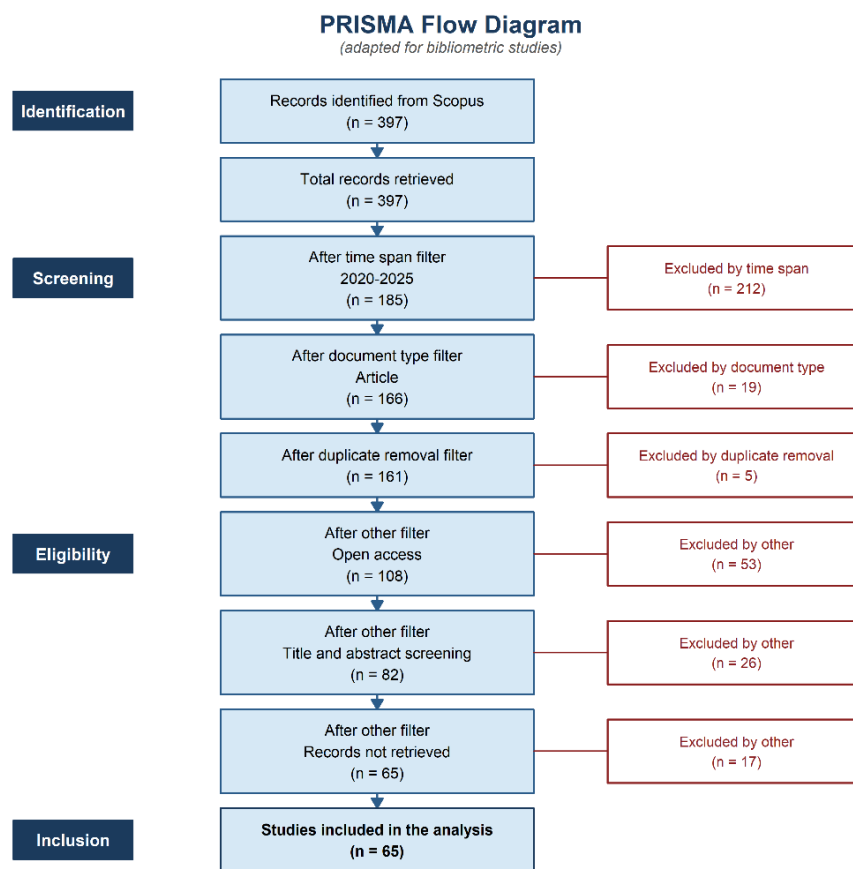 PRISMA Flow Diagram
(adapted for bibliometric studies)
Identification
Records identified from Scopus
(n = 397)
Total records retrieved
(n = 397)
Screening
After time span filter
2020-2025
(n = 185)
Excluded by time span
(n = 212)
After document type filter
Article
(n = 166)
Excluded by document type
(n = 19)
After duplicate removal filter
(n = 161)
Excluded by duplicate removal
(n = 5)
Eligibility
After other filter
Open access
(n = 108)
Excluded by other
(n = 53)
After other filter
Title and abstract screening
(n = 82)
Excluded by other
(n = 26)
After other filter
Records not retrieved
(n = 65)
Excluded by other
(n = 17)
Inclusion
Studies included in the analysis
(n = 65)